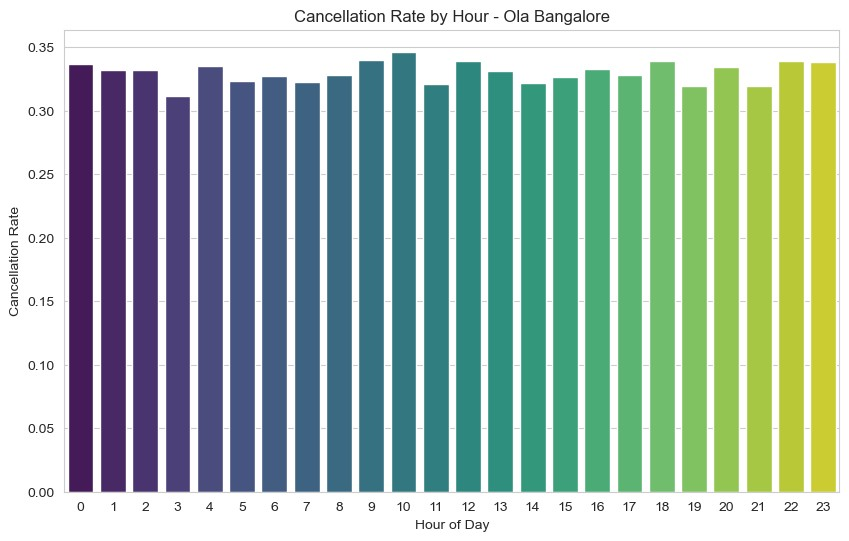 Cancellation Rate by Hour - Ola Bangalore
0.35
0.30
0.25
0.20
0.15
0.10
0.05
0.00
Cancellation Rate
0 1 2 3 4 5 6 7 8 9 10 11 12 13 14 15 16 17 18 19 20 21 22 23
Hour of Day